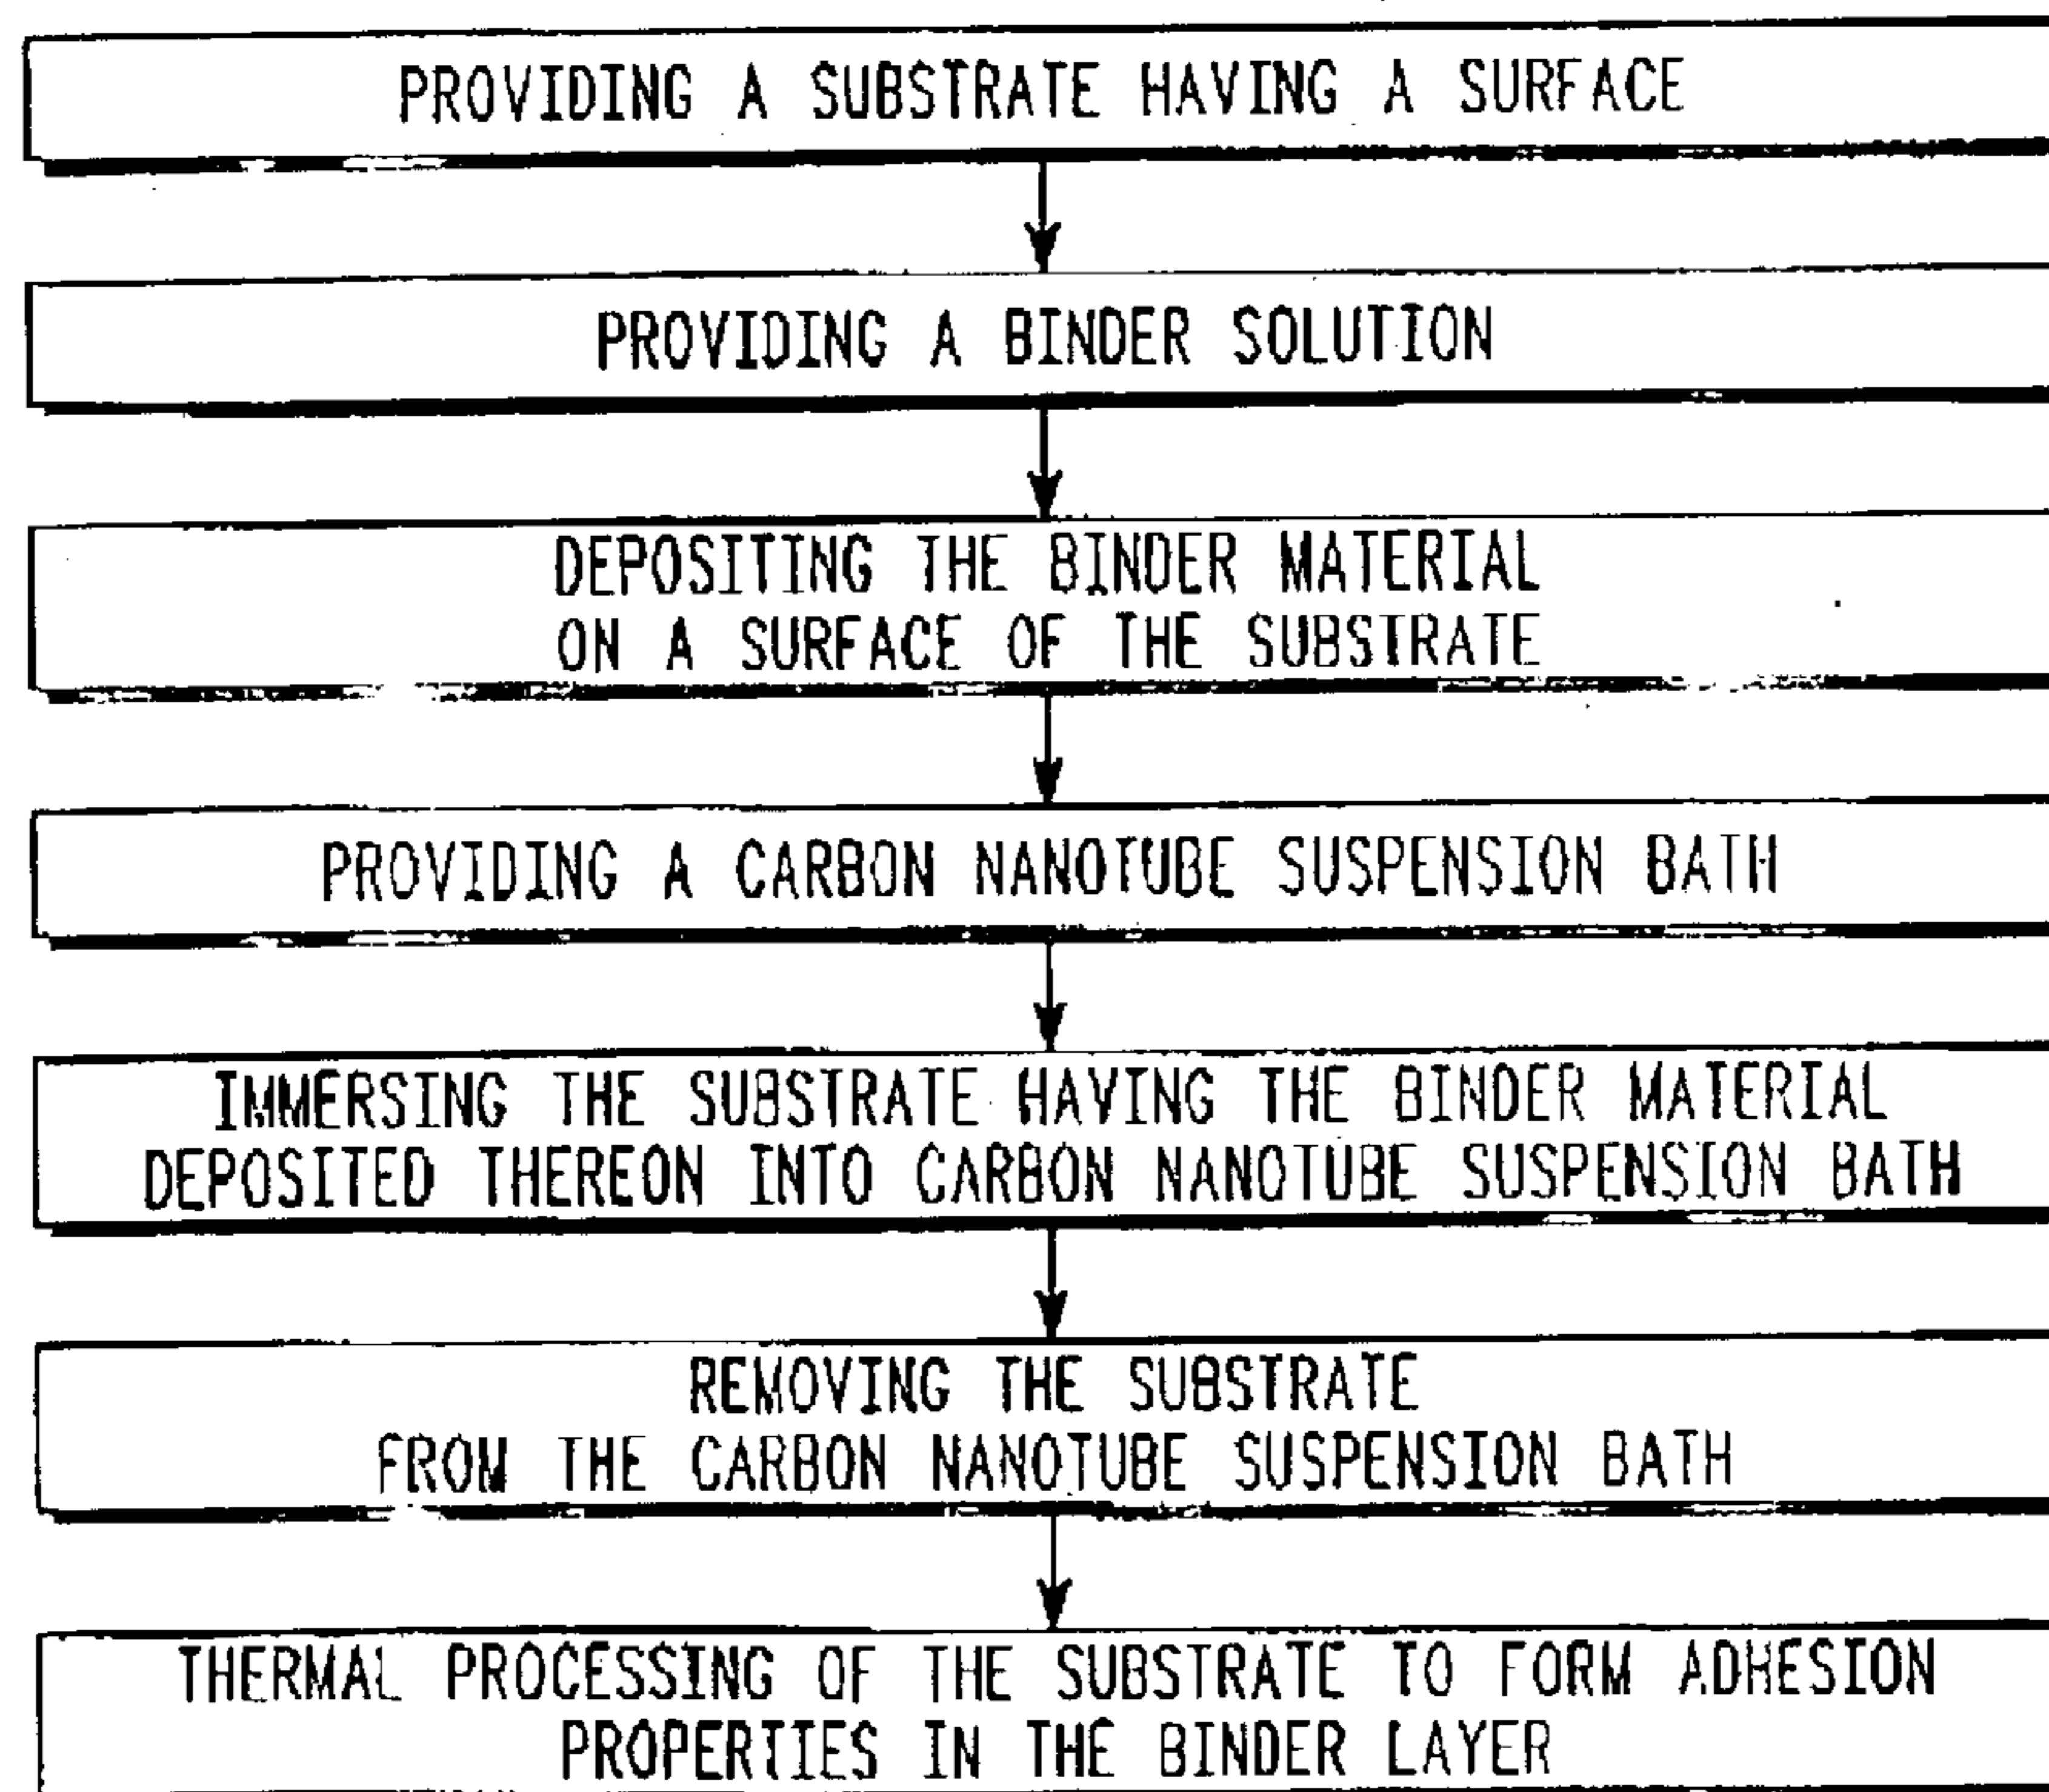 PROVIDING A SUBSTRATE HAVING A SURFACE
PROVIDING A BINDER SOLUTION
DEPOSITING THE BINDER MATERIAL
ON A SURFACE OF THE SUBSTRATE
PROVIDING A CARBON NANOTUBE SUSPENSION BATH
IMMERSING THE SUBSTRATE HAVING THE BINDER MATERIAL
DEPOSITED THEREON INTO CARBON NANOTUBE SUSPENSION BATH
REMOVING THE SUBSTRATE
FROM THE CARBON NANOTUBE SUSPENSION BATH
THERMAL PROCESSING OF THE SUBSTRATE TO FORM ADHESION
PROPERTIES IN THE BINDER LAYER